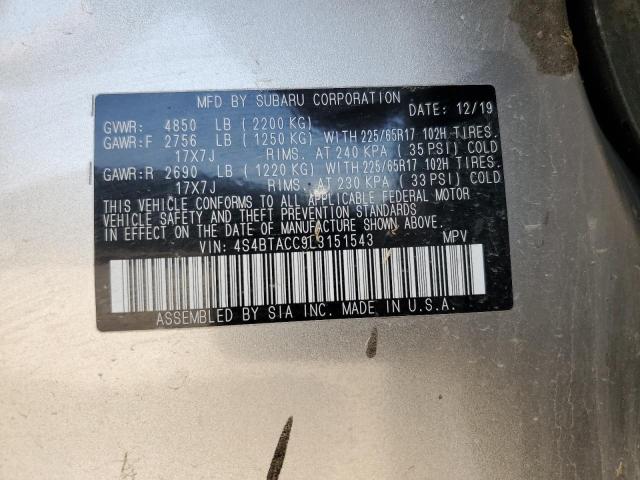 MFD BY SUBARU CORPORATION
DATE: 12/19
GVWR: 4850 LB (2200 KG)
GAWR:F 2756 LB (1250 KG) WITH 225/65R17 102H TIRES.
17X7J RIMS. AT 240 KPA ( 35 PSI) COLD
GAWR:R 2690 LB (1220 KG) WITH 225/65R17 102H TIRES.
17X7J RIMS. AT 230 KPA ( 33 PSI) COLD
THIS VEHICLE CONFORMS TO ALL APPLICABLE FEDERAL MOTOR
VEHICLE SAFETY AND THEFT PREVENTION STANDARDS
IN EFFECT ON THE DATE OF MANUFACTURE SHOWN ABOVE.
VIN: 4S4BTACC9L3151543 MPV
ASSEMBLED BY SIA INC. MADE IN U.S.A.